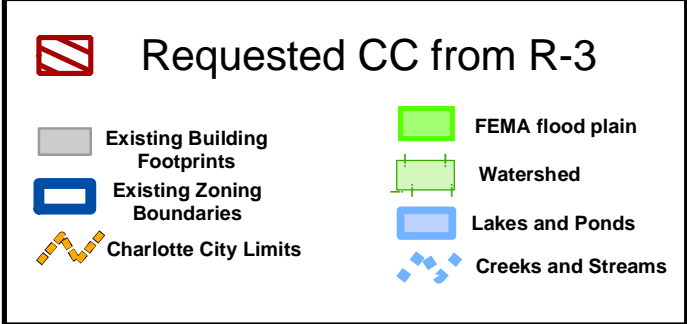 Requested CC from R-3
Existing Building
Footprints
Existing Zoning
Boundaries
Charlotte City Limits
FEMA flood plain
Watershed
Lakes and Ponds
Creeks and Streams